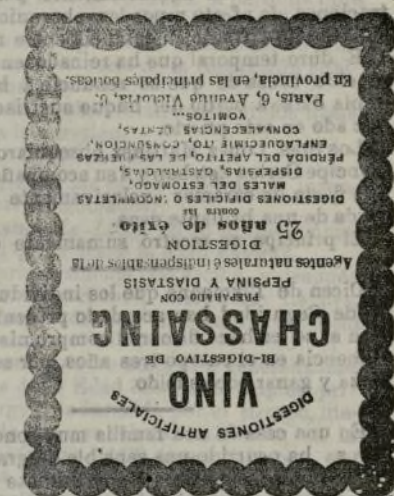 DIGESTIONES ARTIFICIALES
VINO
BI-DIGESTIVO DE
CHASSAING
PREPARADO CON
PEPSINA Y DIASTASIS
Agentes naturales é indispensables de la
DIGESTION
25 años de éxito
contra las
DIGESTIONES DIFICILES O INCOMPLETAS
MALES DEL ESTOMAGO,
DISPEPSIAS, GASTRALGIAS,
PÉRDIDA DEL APETITO, DE LAS FUERZAS
ENFLAQUECIMIENTO, CONSUNCION,
CONVALECENCIAS LENTAS,
VOMITOS...
PARIS, 6, Avenue Victoria, 6.
En provincia, en las principales boticas.